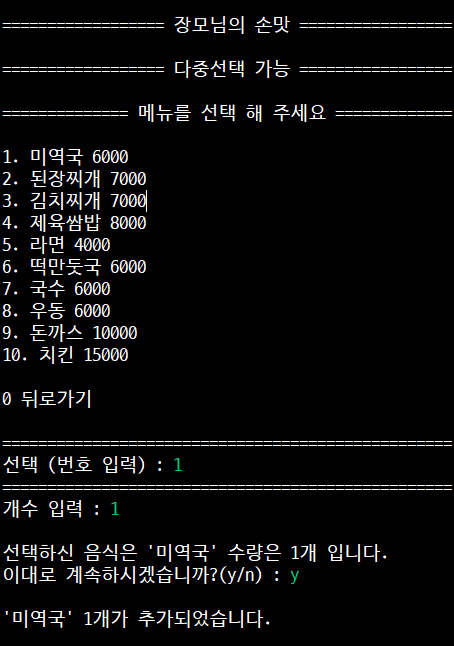 ================== 장모님의 손맛 =================
================== 다중선택 가능 =================
============== 메뉴를 선택 해 주세요 =============
1. 미역국 6000
2. 된장찌개 7000
3. 김치찌개 7000
4. 제육쌈밥 8000
5. 라면 4000
6. 떡만둣국 6000
7. 국수 6000
8. 우동 6000
9. 돈까스 10000
10. 치킨 15000
0 뒤로가기
==================================================
선택 (번호 입력) : 1
==================================================
개수 입력 : 1
선택하신 음식은 '미역국' 수량은 1개 입니다.
이대로 계속하시겠습니까?(y/n) : y
'미역국' 1개가 추가되었습니다.